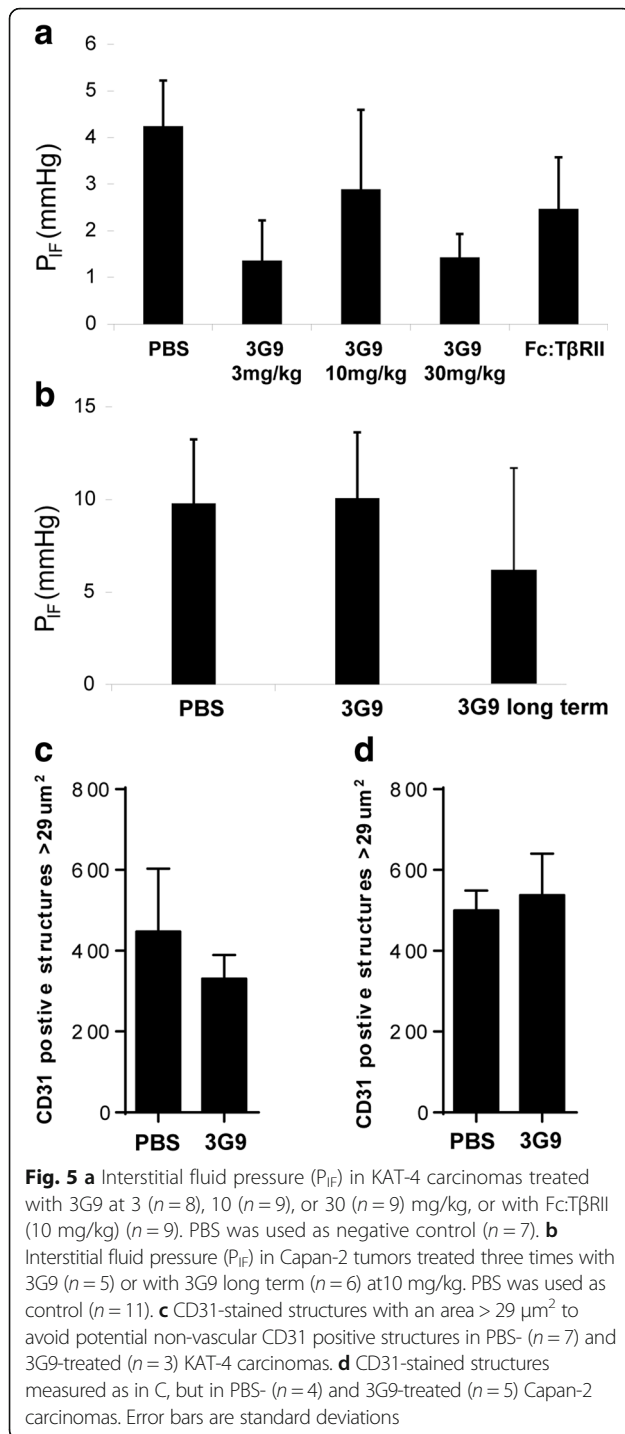 a
6
5
4
3
2
1
0
P_IF (mmHg)
PBS 3G9 3mg/kg 3G9 10mg/kg 3G9 30mg/kg Fc:TβRII
b
15
10
5
0
P_IF (mmHg)
PBS 3G9 3G9 long term
c
800
600
400
200
0
CD31 postive structures >29 um²
PBS 3G9
d
800
600
400
200
0
CD31 postive structures >29 um²
PBS 3G9
Fig. 5 a Interstitial fluid pressure (P_IF) in KAT-4 carcinomas treated
with 3G9 at 3 (n = 8), 10 (n = 9), or 30 (n = 9) mg/kg, or with Fc:TβRII
(10 mg/kg) (n = 9). PBS was used as negative control (n = 7). b
Interstitial fluid pressure (P_IF) in Capan-2 tumors treated three times with
3G9 (n = 5) or with 3G9 long term (n = 6) at10 mg/kg. PBS was used as
control (n = 11). c CD31-stained structures with an area > 29 μm² to
avoid potential non-vascular CD31 positive structures in PBS- (n = 7) and
3G9-treated (n = 3) KAT-4 carcinomas. d CD31-stained structures
measured as in C, but in PBS- (n = 4) and 3G9-treated (n = 5) Capan-2
carcinomas. Error bars are standard deviations